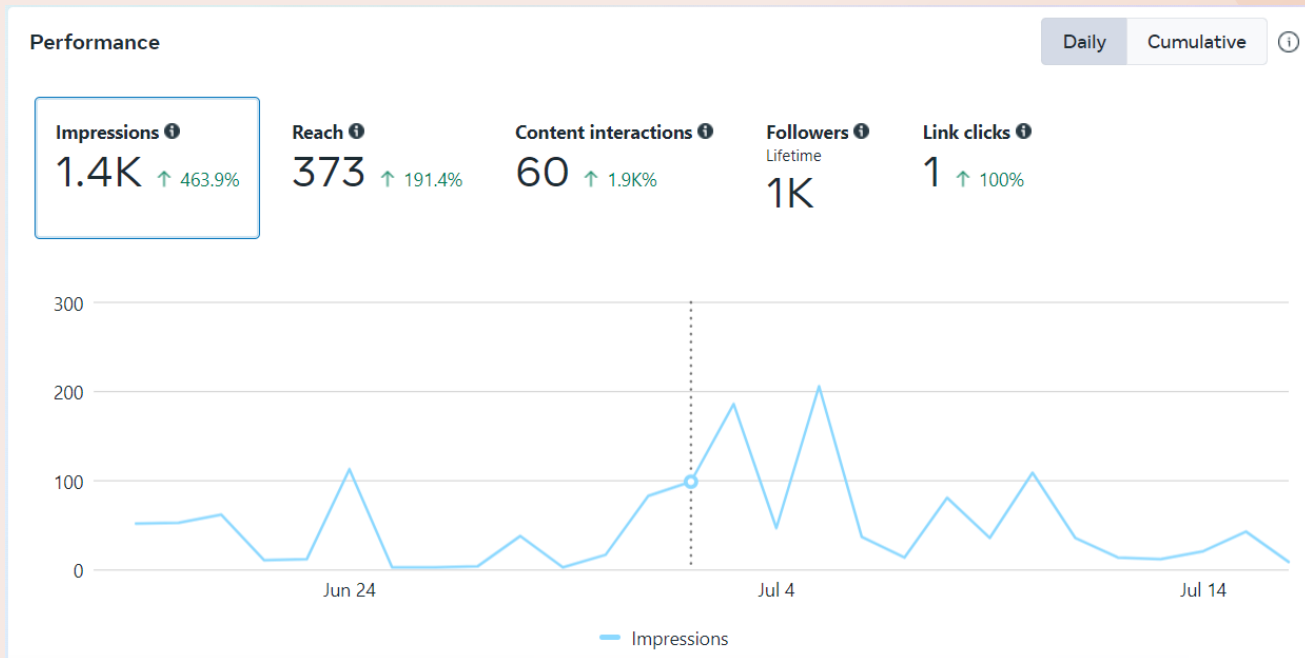 Performance
Daily Cumulative
Impressions Reach Content interactions Followers Link clicks
Lifetime
1.4K ↑ 463.9% 373 ↑ 191.4% 60 ↑ 1.9K% 1K 1 ↑ 100%
300
200
100
0
Jun 24 Jul 4 Jul 14
Impressions